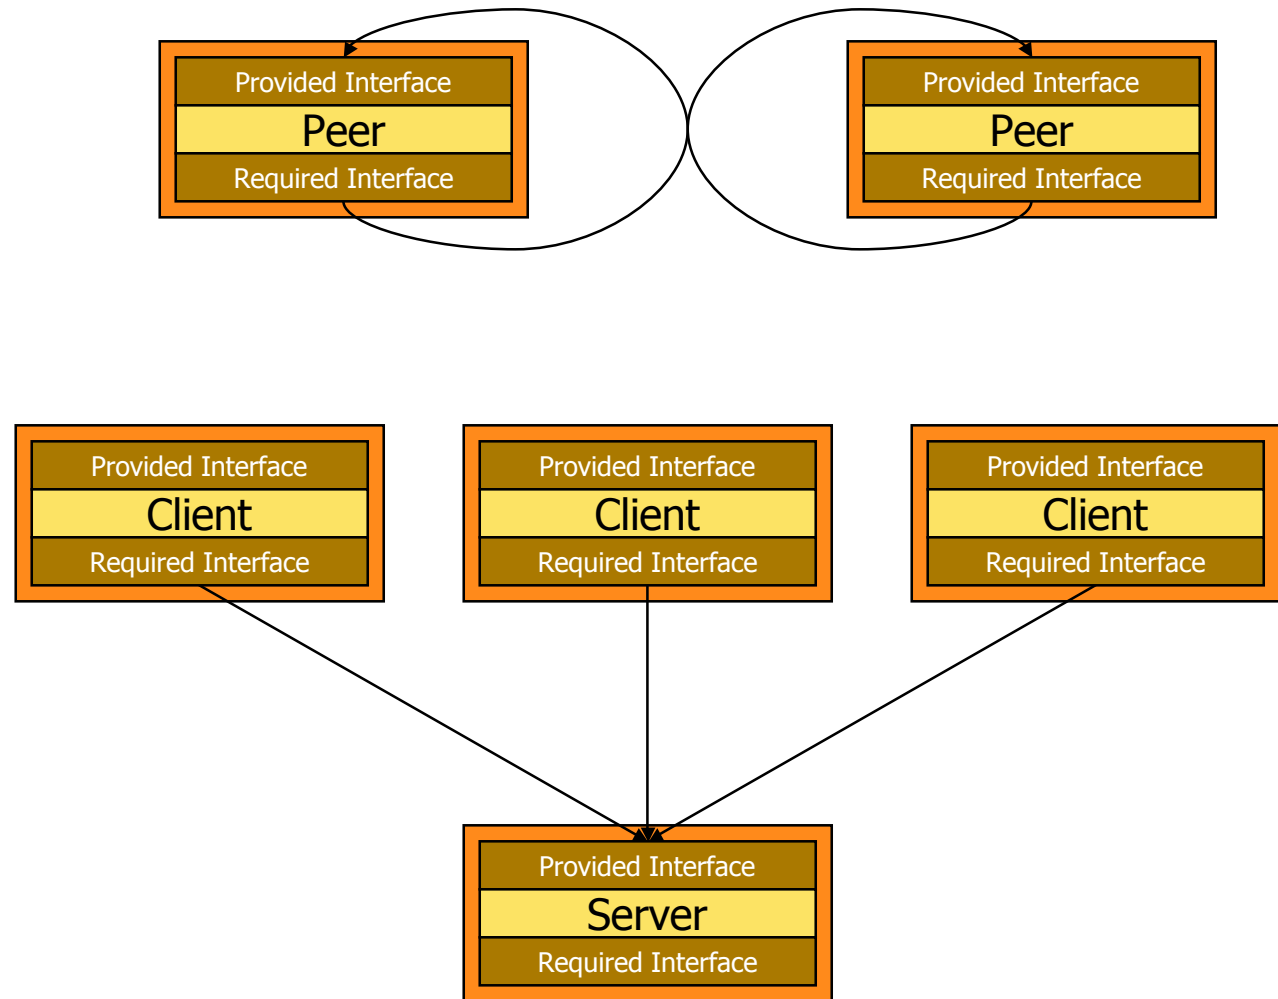 Provided Interface
Peer
Required Interface
Provided Interface
Peer
Required Interface
Provided Interface
Client
Required Interface
Provided Interface
Client
Required Interface
Provided Interface
Client
Required Interface
Provided Interface
Server
Required Interface